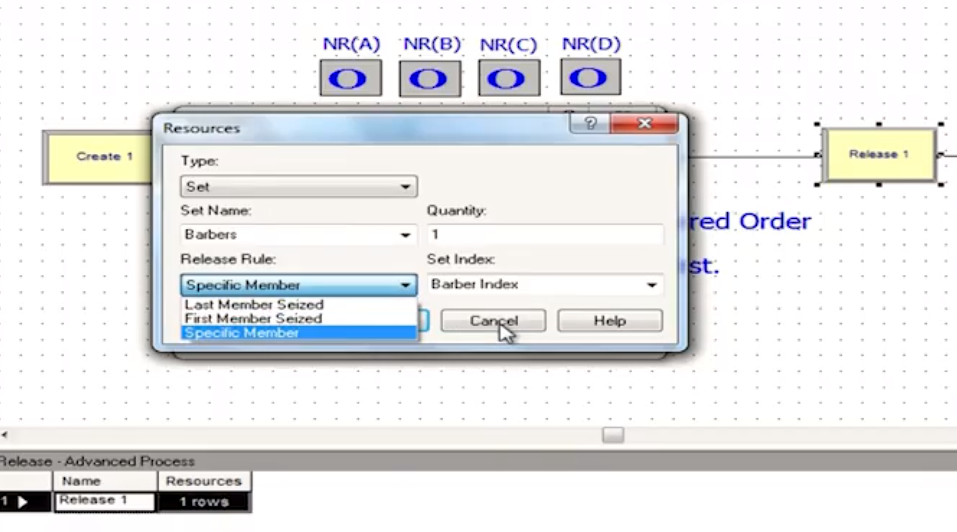 NR(A) NR(B) NR(C) NR(D)
O O O O
Resources
?
Create 1
Release 1
Type:
Set
Set Name:
Quantity:
Barbers
1
red Order
Release Rule:
Set Index:
st.
Specific Member
Barber Index
Last Member Seized
First Member Seized
Specific Member
Cancel
Help
Release - Advanced Process
Name Resources
1 Release 1 1 rows